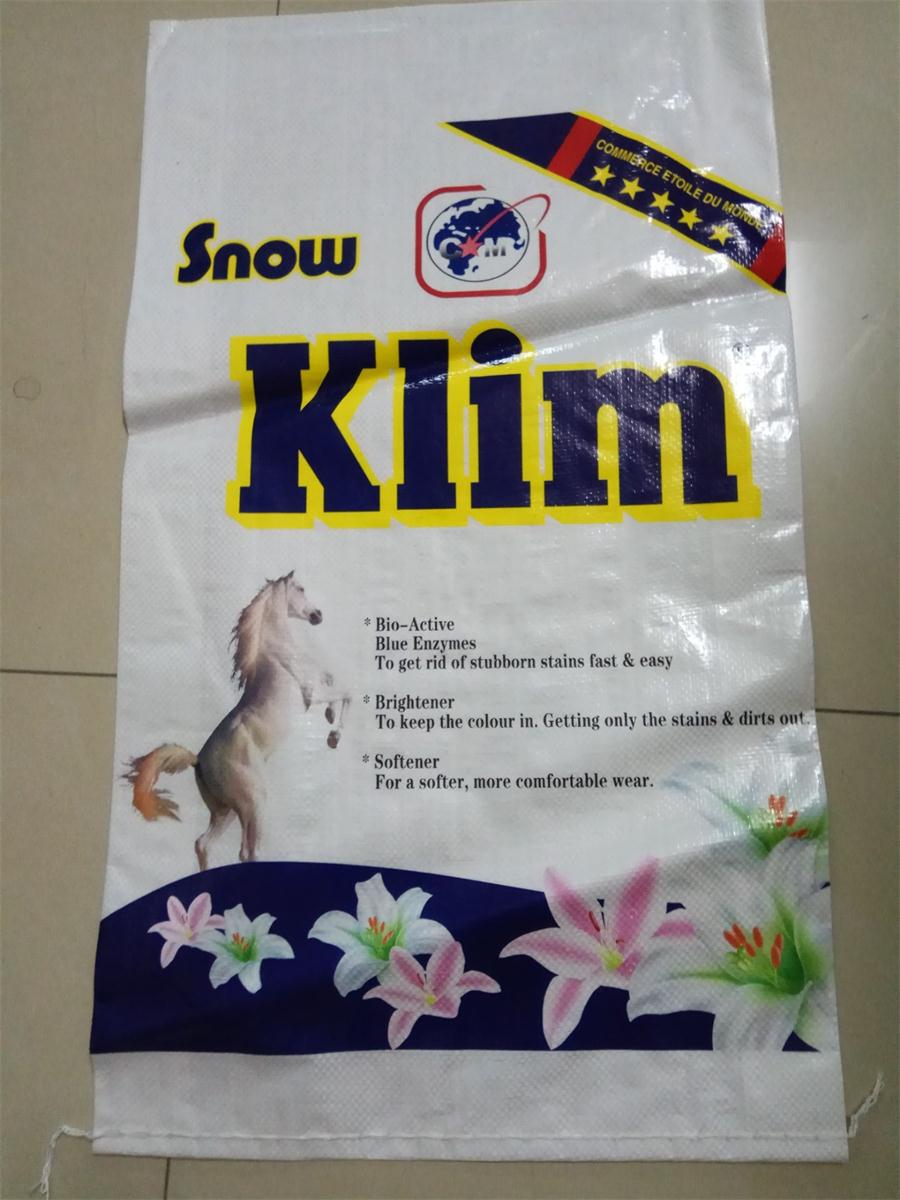 COMMERCE ETOILE DU MONDE
Snow
C M
Klim
* Bio-Active
Blue Enzymes
To get rid of stubborn stains fast & easy
* Brightener
To keep the colour in. Getting only the stains & dirts out.
* Softener
For a softer, more comfortable wear.